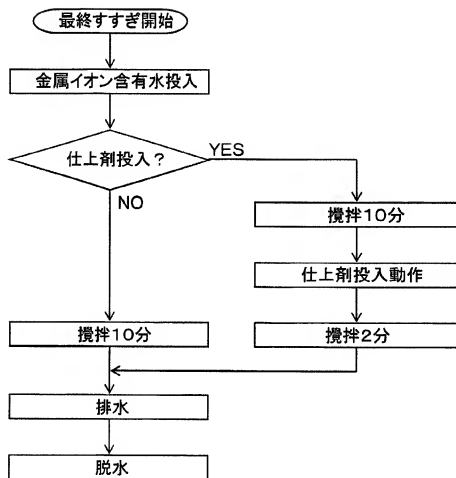 最終すすぎ開始
金属イオン含有水投入
仕上剤投入?
YES
NO
攪拌10分
仕上剤投入動作
攪拌10分
攪拌2分
排水
脱水